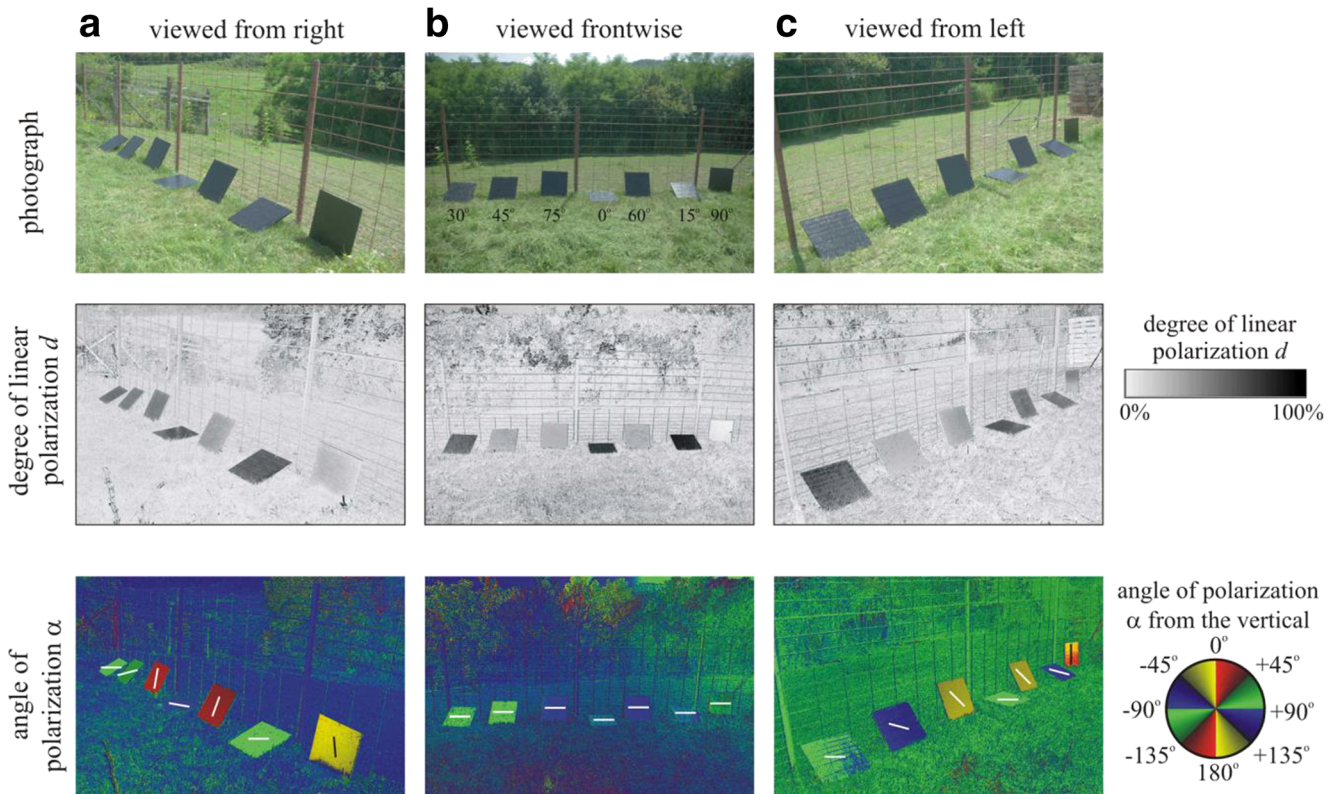 a
viewed from right
b
viewed frontwise
c
viewed from left
photograph
30° 45° 75° 0° 60° 15° 90°
degree of linear
polarization d
degree of linear
polarization d
0% 100%
angle of
polarization α
angle of polarization
α from the vertical
0°
-45° +45°
-90° +90°
-135° +135°
180°